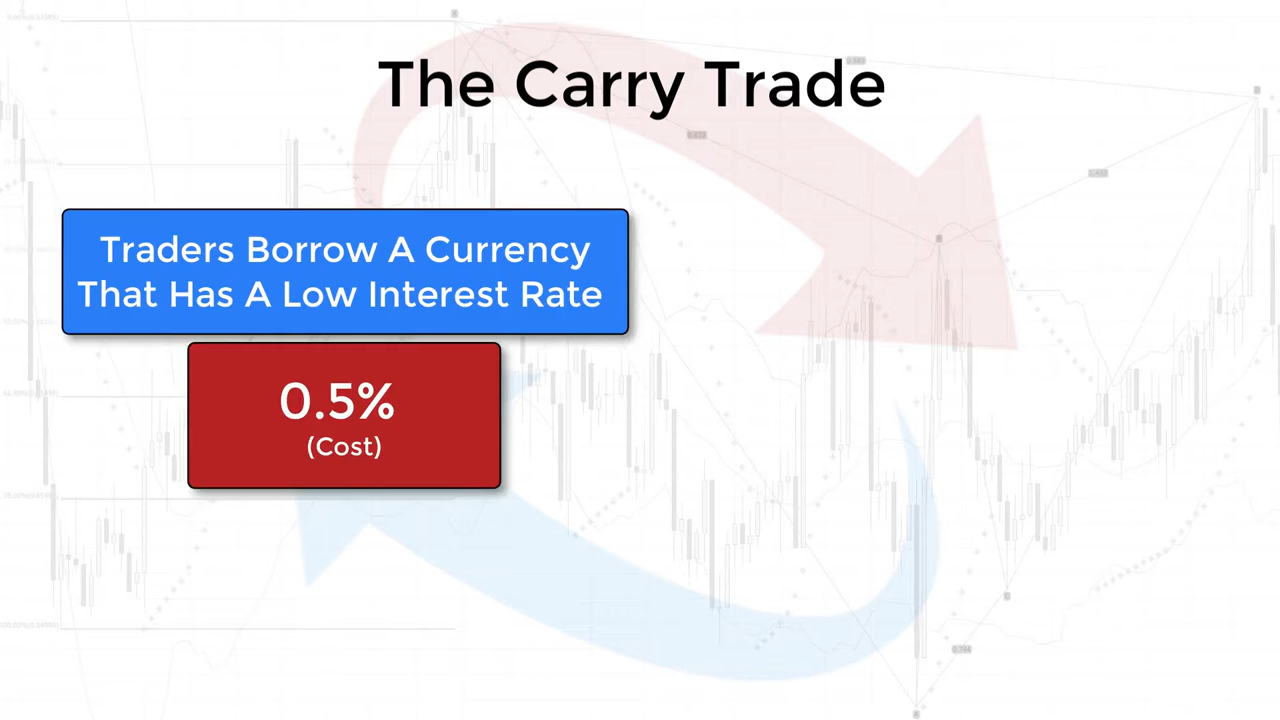 The Carry Trade
Traders Borrow A Currency
That Has A Low Interest Rate
0.5%
(Cost)